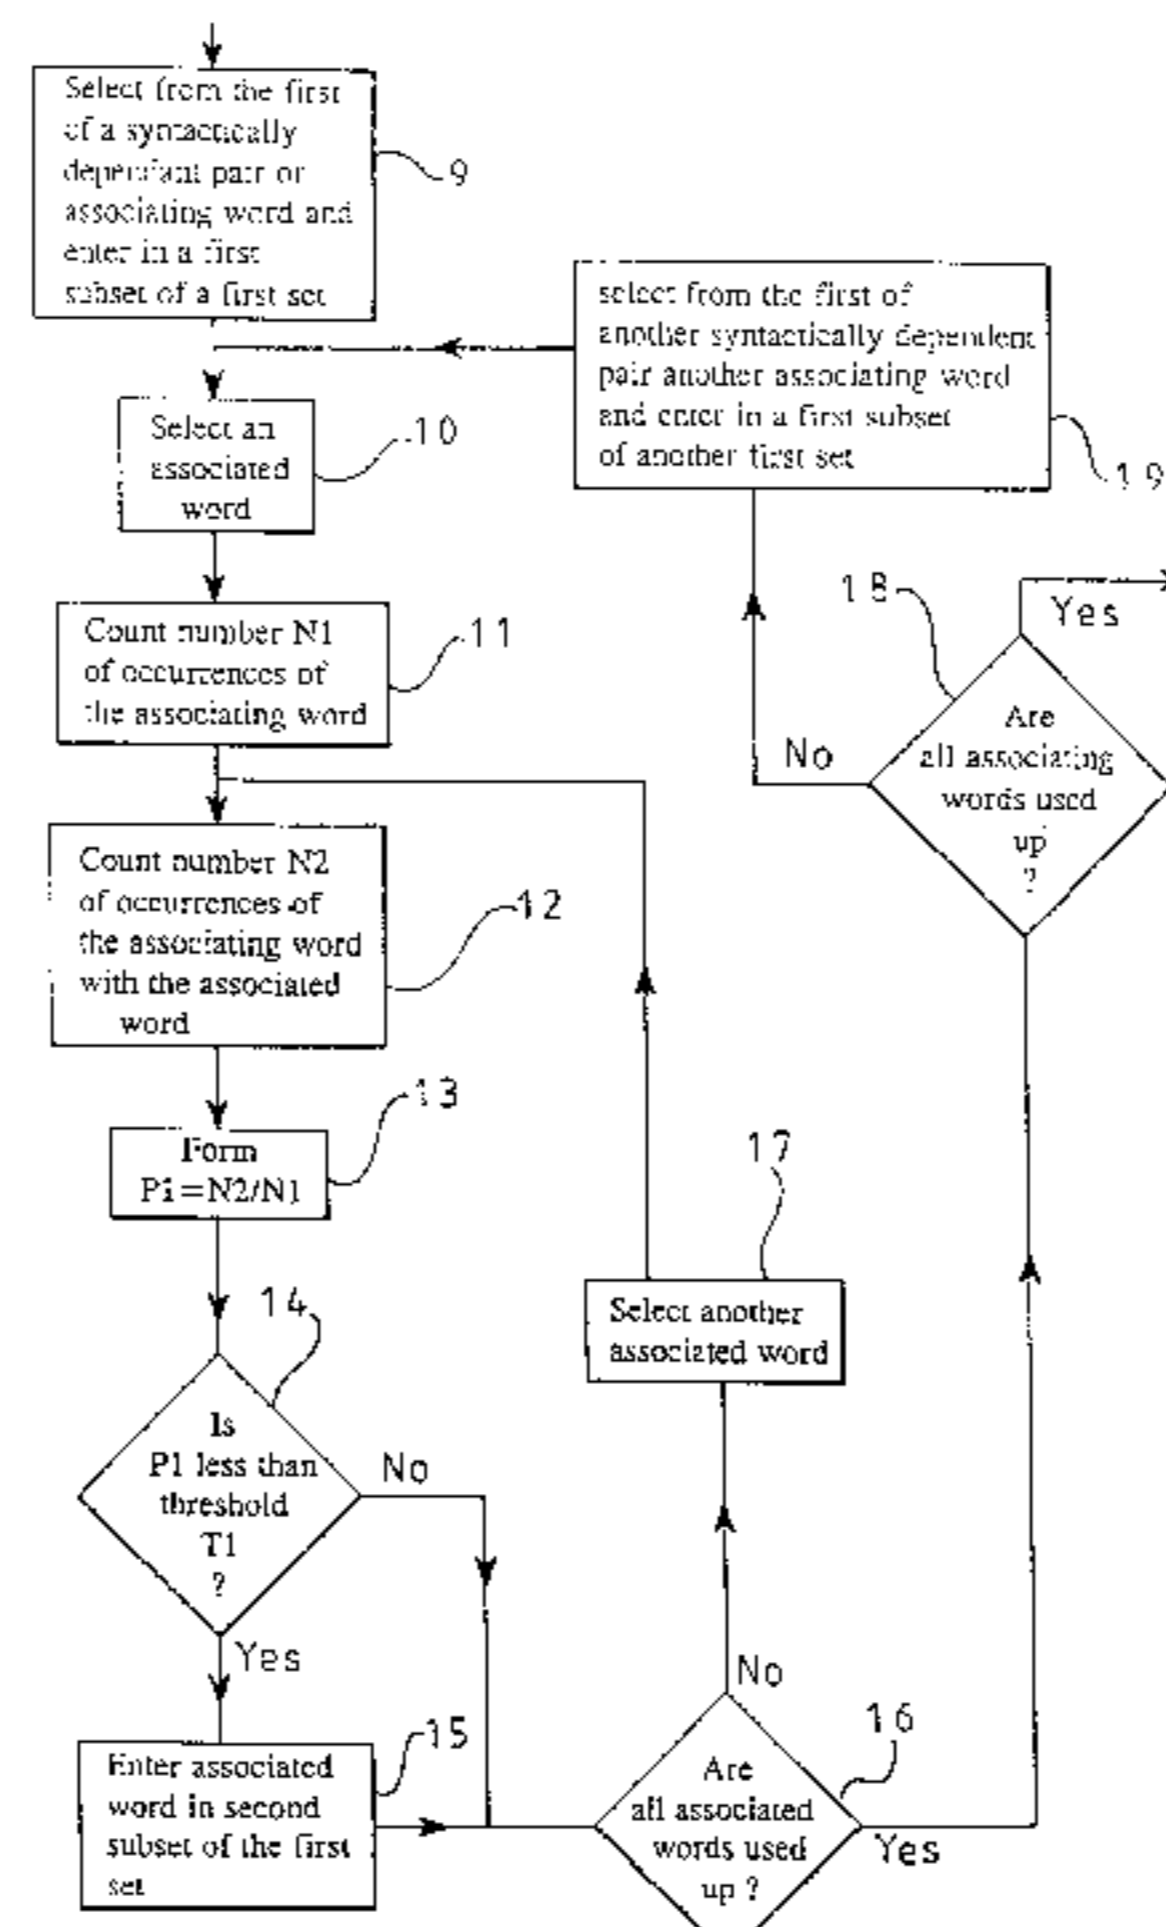 Select from the first
of a syntactically
dependant pair or
associating word and
enter in a first
subset of a first set
9
select from the first of
another syntactically dependent
pair another associating word
and enter in a first subset
of another first set
19
Select an
associated
word
10
Count number N1
of occurrences of
the associating word
11
Count number N2
of occurrences of
the associating word
with the associated
word
12
Form
Pi=N2/N1
13
14
Is
P1 less than
threshold
T1
?
No
Yes
Enter associated
word in second
subset of the first
set
15
16
Are
all associated
words used
up ?
No
Yes
17
Select another
associated word
18
Are
all associating
words used
up
?
No
Yes